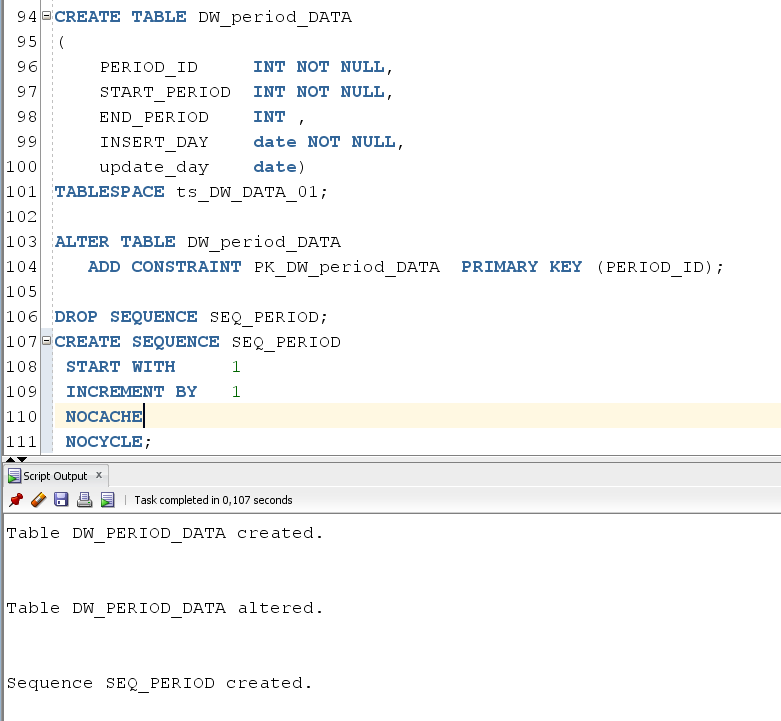 94 CREATE TABLE DW_period_DATA
95 (
96 PERIOD_ID INT NOT NULL,
97 START_PERIOD INT NOT NULL,
98 END_PERIOD INT ,
99 INSERT_DAY date NOT NULL,
100 update_day date)
101 TABLESPACE ts_DW_DATA_01;
102
103 ALTER TABLE DW_period_DATA
104 ADD CONSTRAINT PK_DW_period_DATA PRIMARY KEY (PERIOD_ID);
105
106 DROP SEQUENCE SEQ_PERIOD;
107 CREATE SEQUENCE SEQ_PERIOD
108 START WITH 1
109 INCREMENT BY 1
110 NOCACHE
111 NOCYCLE;
Script Output x
Task completed in 0,107 seconds
Table DW_PERIOD_DATA created.
Table DW_PERIOD_DATA altered.
Sequence SEQ_PERIOD created.